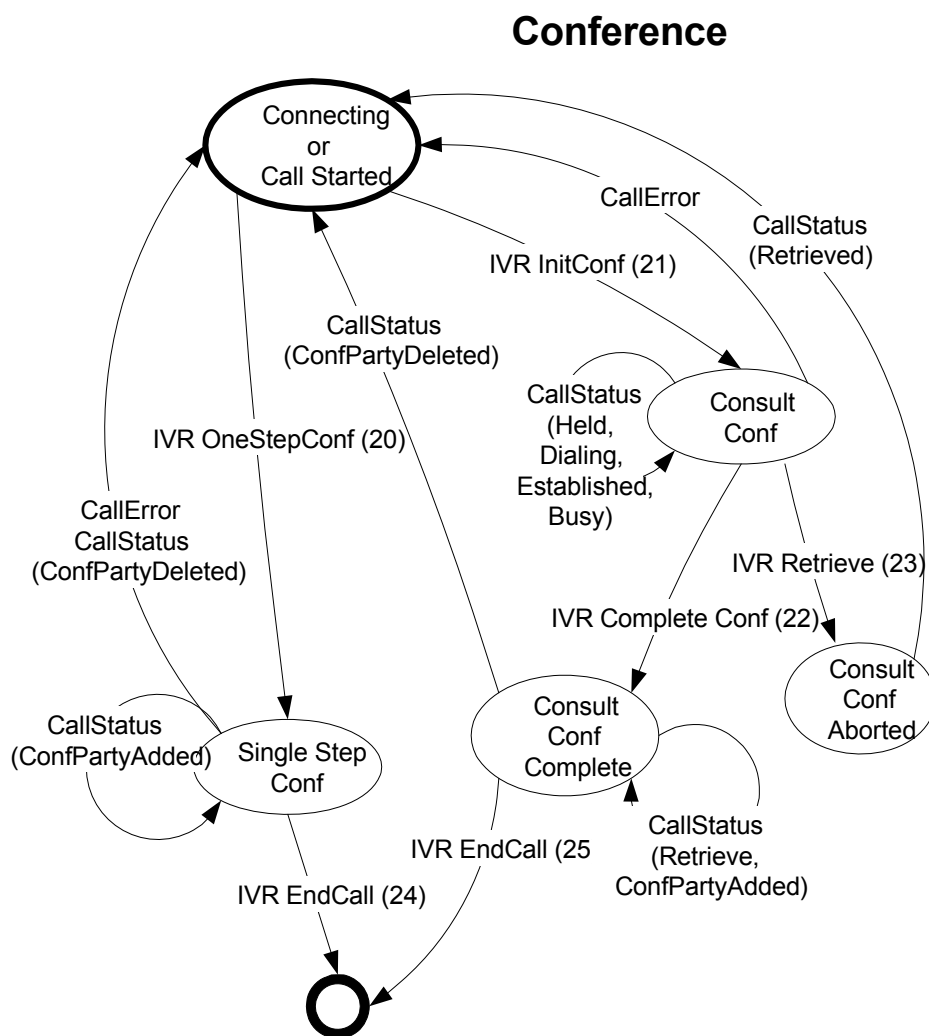 Conference
Connecting
or
Call Started
CallError
CallStatus
(Retrieved)
IVR InitConf (21)
CallStatus
(ConfPartyDeleted)
CallStatus
(Held,
Dialing,
Established,
Busy)
Consult
Conf
IVR OneStepConf (20)
CallError
CallStatus
(ConfPartyDeleted)
IVR Retrieve (23)
IVR Complete Conf (22)
Consult
Conf
Aborted
Consult
Conf
Complete
CallStatus
(ConfPartyAdded)
Single Step
Conf
CallStatus
(Retrieve,
ConfPartyAdded)
IVR EndCall (25
IVR EndCall (24)